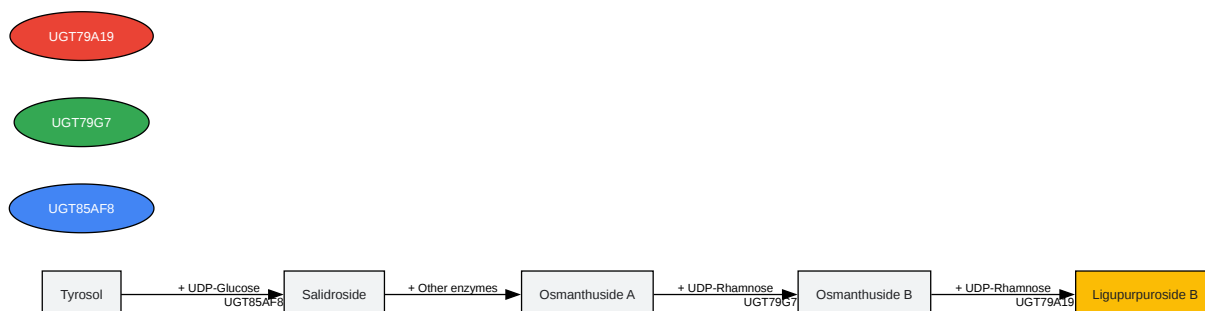 UGT79A19
UGT79G7
UGT85AF8
Tyrosol
+ UDP-Glucose
UGT85AF8
Salidroside
+ Other enzymes
Osmanthuside A
+ UDP-Rhamnose
UGT79G7
Osmanthuside B
+ UDP-Rhamnose
UGT79A19
Ligupurpuroside B